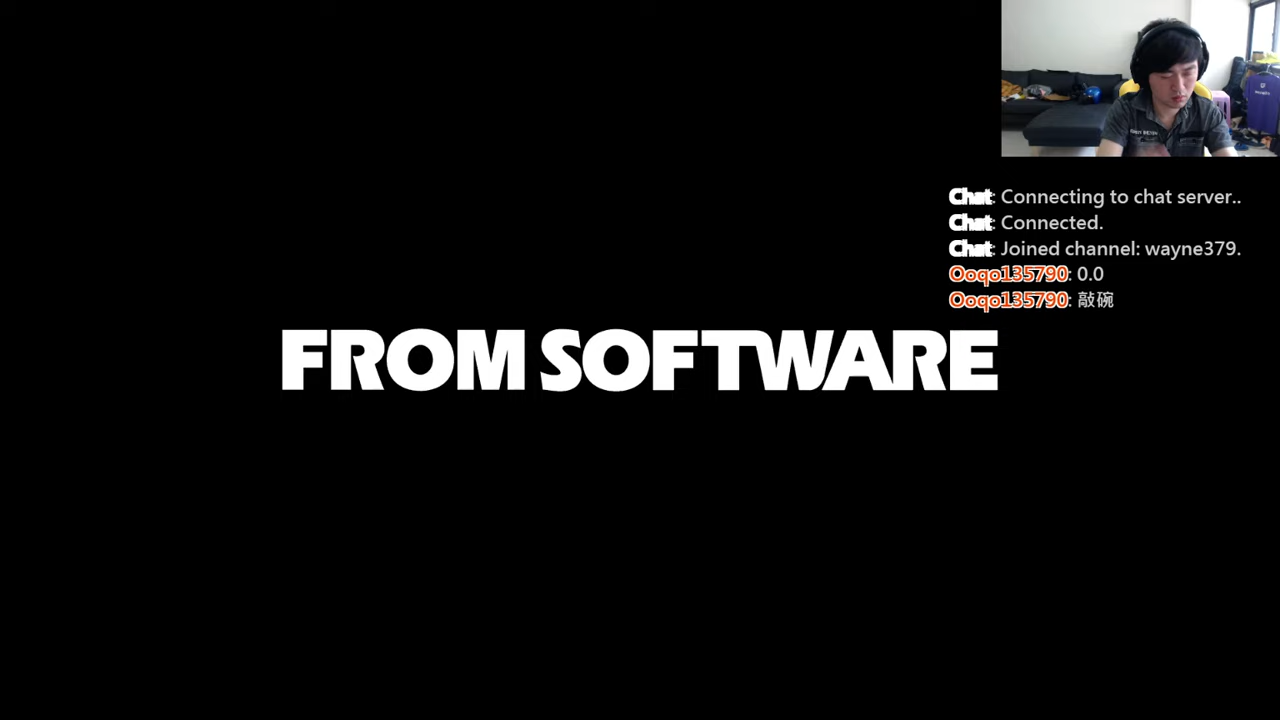 Chat: Connecting to chat server..
Chat: Connected.
Chat: Joined channel: wayne379.
Ooqo135790: 0.0
Ooqo135790: 敲碗
FROM SOFTWARE